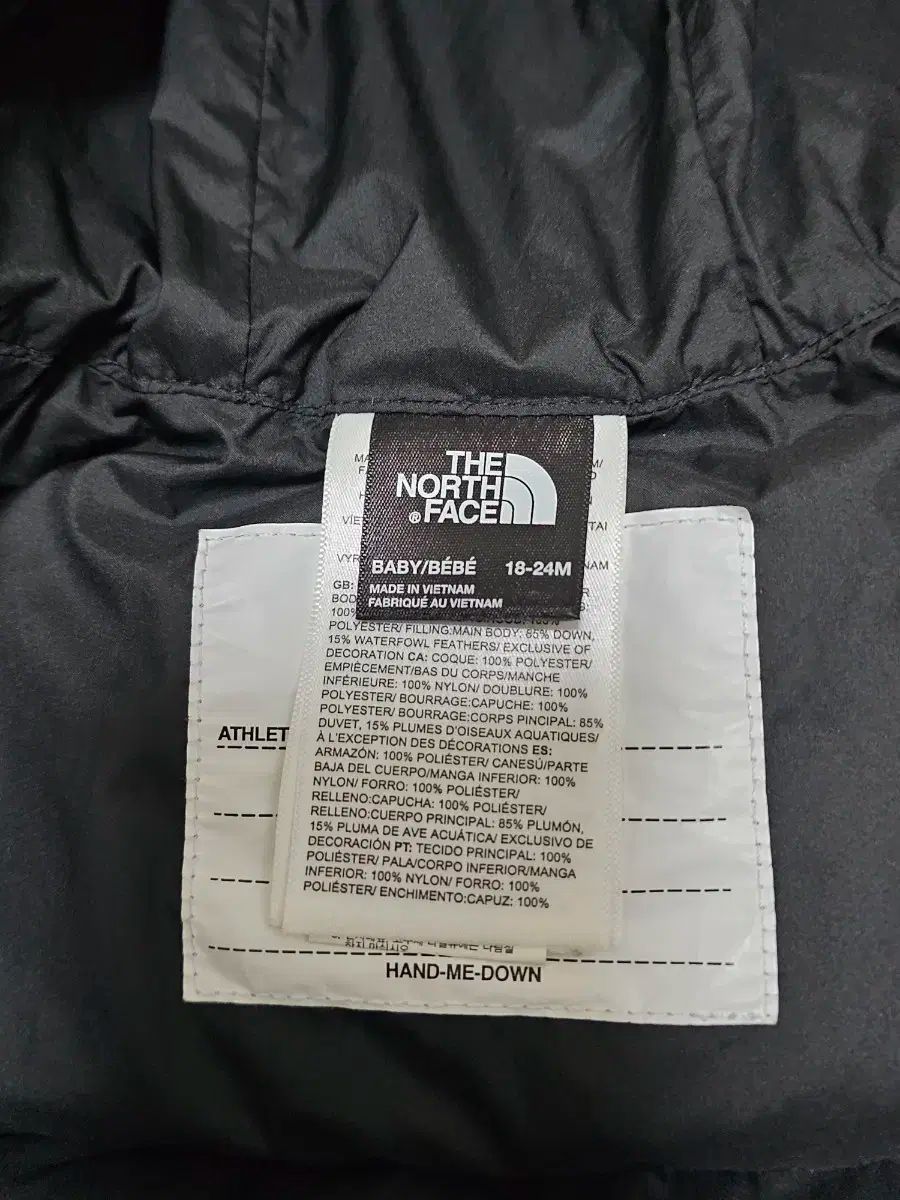 THE
NORTH
FACE
®
BABY/BÉBÉ 18-24M
MADE IN VIETNAM
FABRIQUÉ AU VIETNAM
GB:
POLYESTER/ FILLING:MAIN BODY: 85% DOWN,
15% WATERFOWL FEATHERS/ EXCLUSIVE OF
DECORATION CA: COQUE: 100% POLYESTER/
EMPIÈCEMENT/BAS DU CORPS/MANCHE
INFÉRIEURE: 100% NYLON/ DOUBLURE: 100%
POLYESTER/ BOURRAGE:CAPUCHE: 100%
POLYESTER/ BOURRAGE:CORPS PINCIPAL: 85%
DUVET, 15% PLUMES D'OISEAUX AQUATIQUES/
À L'EXCEPTION DES DÉCORATIONS ES:
ARMAZÓN: 100% POLIÉSTER/ CANESÚ/PARTE
BAJA DEL CUERPO/MANGA INFERIOR: 100%
NYLON/ FORRO: 100% POLIÉSTER/
RELLENO:CAPUCHA: 100% POLIÉSTER/
RELLENO:CUERPO PRINCIPAL: 85% PLUMÓN,
15% PLUMA DE AVE ACUÁTICA/ EXCLUSIVO DE
DECORACIÓN PT: TECIDO PRINCIPAL: 100%
POLIÉSTER/ PALA/CORPO INFERIOR/MANGA
INFERIOR: 100% NYLON/ FORRO: 100%
POLIÉSTER/ ENCHIMENTO:CAPUZ: 100%
ATHLET
HAND-ME-DOWN